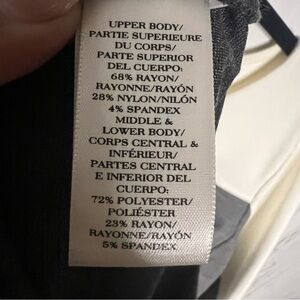 UPPER BODY/
PARTIE SUPERIEURE
DU CORPS/
PARTE SUPERIOR
DEL CUERPO:
68% RAYON/
RAYONNE/RAYÓN
28% NYLON/NILÓN
4% SPANDEX
MIDDLE &
LOWER BODY/
CORPS CENTRAL &
INFÉRIEUR/
PARTES CENTRAL
E INFERIOR DEL
CUERPO:
72% POLYESTER/
POLIÉSTER
23% RAYON/
RAYONNE/RAYÓN
5% SPANDEX